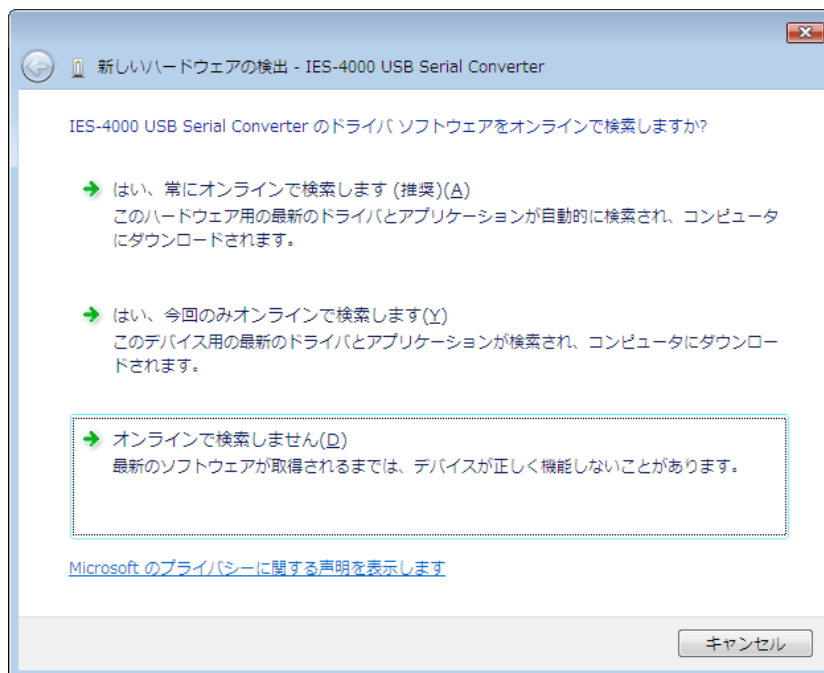 新しいハードウェアの検出 - IES-4000 USB Serial Converter
IES-4000 USB Serial Converter のドライバ ソフトウェアをオンラインで検索しますか?
はい、常にオンラインで検索します (推奨)(A)
このハードウェア用の最新のドライバとアプリケーションが自動的に検索され、コンピュータ
にダウンロードされます。
はい、今回のみオンラインで検索します(Y)
このデバイス用の最新のドライバとアプリケーションが検索され、コンピュータにダウンロー
ドされます。
オンラインで検索しません(D)
最新のソフトウェアが取得されるまでは、デバイスが正しく機能しないことがあります。
Microsoft のプライバシーに関する声明を表示します
キャンセル